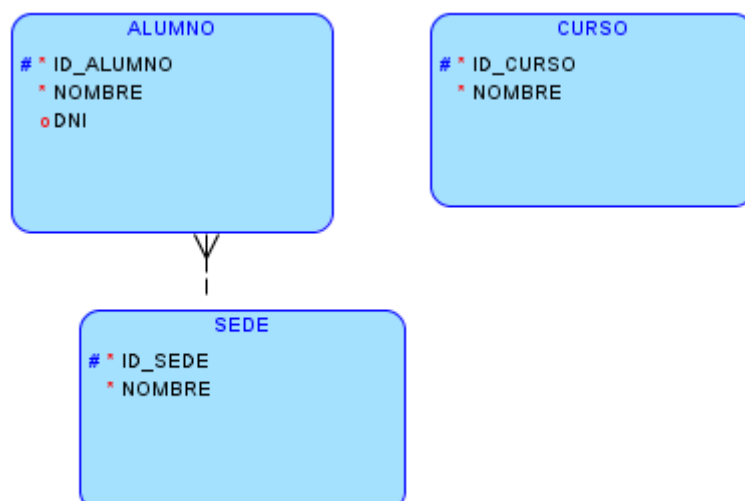 ALUMNO
# * ID_ALUMNO
* NOMBRE
o DNI
CURSO
# * ID_CURSO
* NOMBRE
SEDE
# * ID_SEDE
* NOMBRE